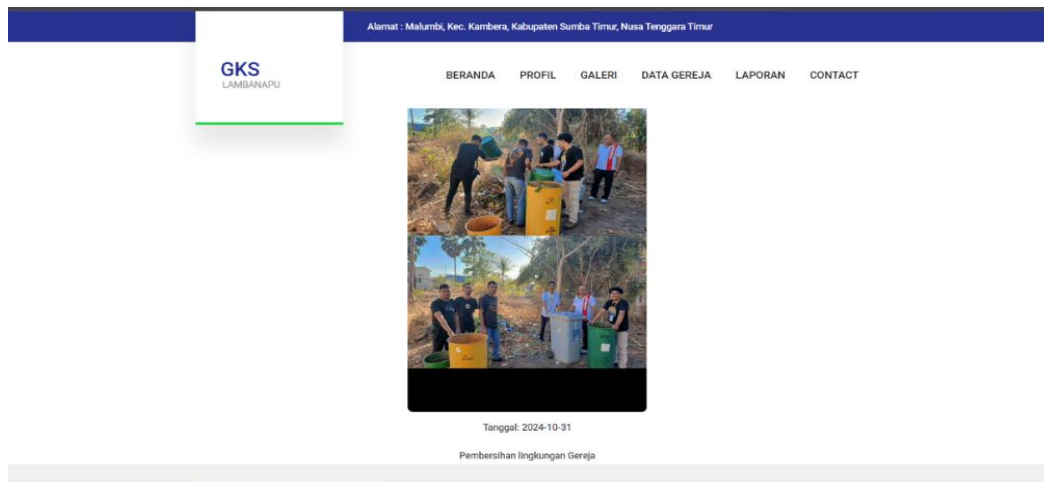 Alamat : Malumbi, Kec. Kambera, Kabupaten Sumba Timur, Nusa Tenggara Timur
GKS
LAMBANAPU
BERANDA PROFIL GALERI DATA GEREJA LAPORAN CONTACT
Tanggal: 2024-10-31
Pembersihan lingkungan Gereja